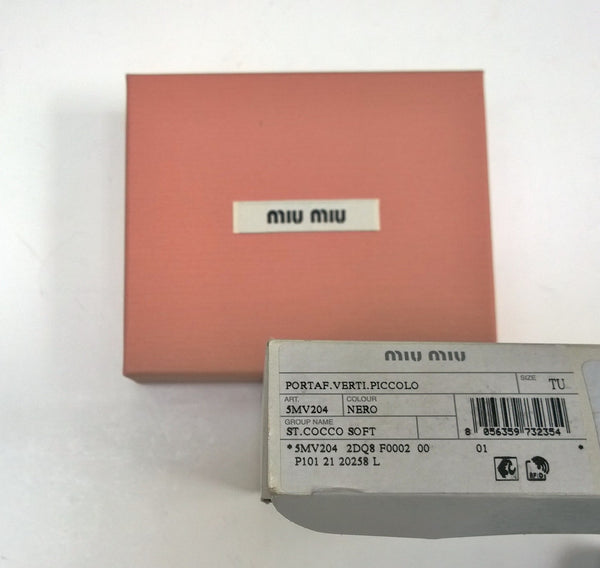 miu miu
miu miu
PORTAF.VERTI.PICCOLO
SIZE
TU
ART.
COLOUR
5MV204
NERO
GROUP NAME
ST.COCCO SOFT
8 056359 732354
*5MV204 2DQ8 F0002 00 01 *
P101 21 20258 L
RFID